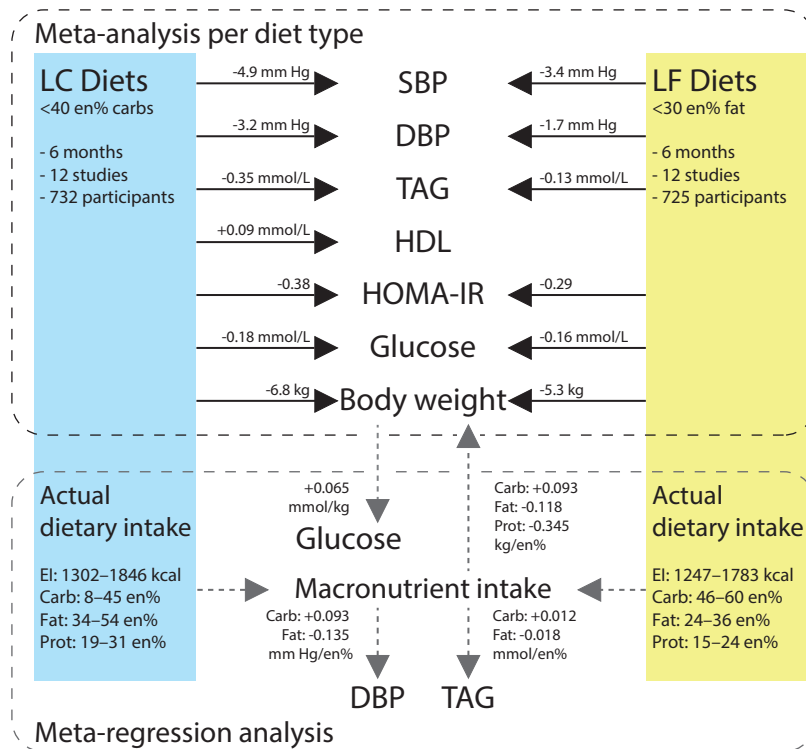 Meta-analysis per diet type
LC Diets
<40 en% carbs
- 6 months
- 12 studies
- 732 participants
-4.9 mm Hg
SBP
-3.4 mm Hg
-3.2 mm Hg
DBP
-1.7 mm Hg
-0.35 mmol/L
TAG
-0.13 mmol/L
+0.09 mmol/L
HDL
-0.38
HOMA-IR
-0.29
-0.18 mmol/L
Glucose
-0.16 mmol/L
-6.8 kg
Body weight
-5.3 kg
LF Diets
<30 en% fat
- 6 months
- 12 studies
- 725 participants
Actual
dietary intake
EI: 1302–1846 kcal
Carb: 8–45 en%
Fat: 34–54 en%
Prot: 19–31 en%
+0.065
mmol/kg
Glucose
Carb: +0.093
Fat: -0.118
Prot: -0.345
kg/en%
Macronutrient intake
Carb: +0.093
Fat: -0.135
mm Hg/en%
Carb: +0.012
Fat: -0.018
mmol/en%
DBP
TAG
Actual
dietary intake
EI: 1247–1783 kcal
Carb: 46–60 en%
Fat: 24–36 en%
Prot: 15–24 en%
Meta-regression analysis